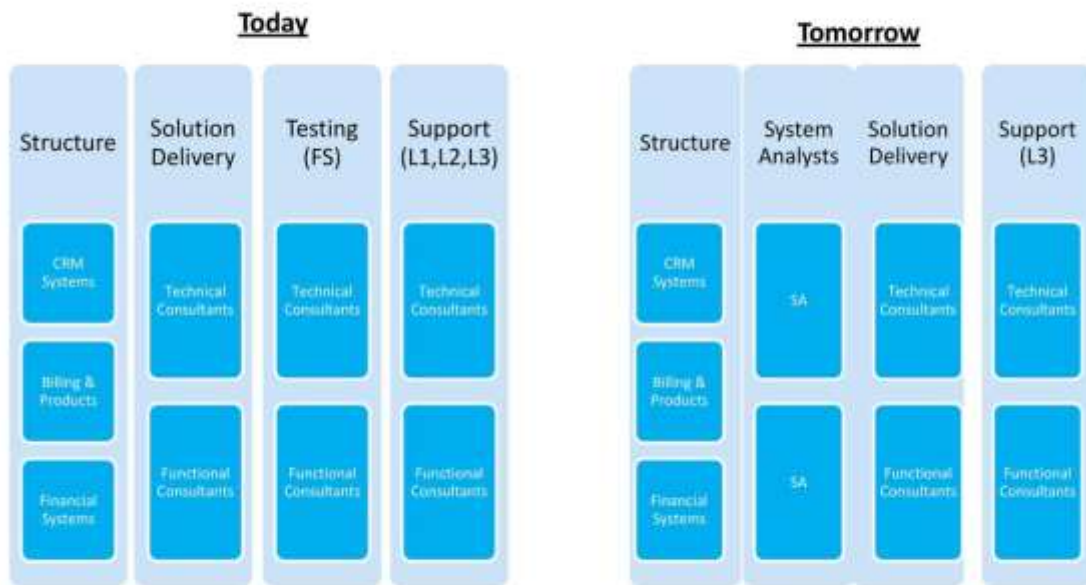 Today
Structure
Solution
Delivery
Testing
(FS)
Support
(L1,L2,L3)
CRM
Systems
Billing &
Products
Financial
Systems
Technical
Consultants
Functional
Consultants
Technical
Consultants
Functional
Consultants
Technical
Consultants
Functional
Consultants
Tomorrow
Structure
System
Analysts
Solution
Delivery
Support
(L3)
CRM
Systems
Billing &
Products
Financial
Systems
SA
SA
Technical
Consultants
Functional
Consultants
Technical
Consultants
Functional
Consultants